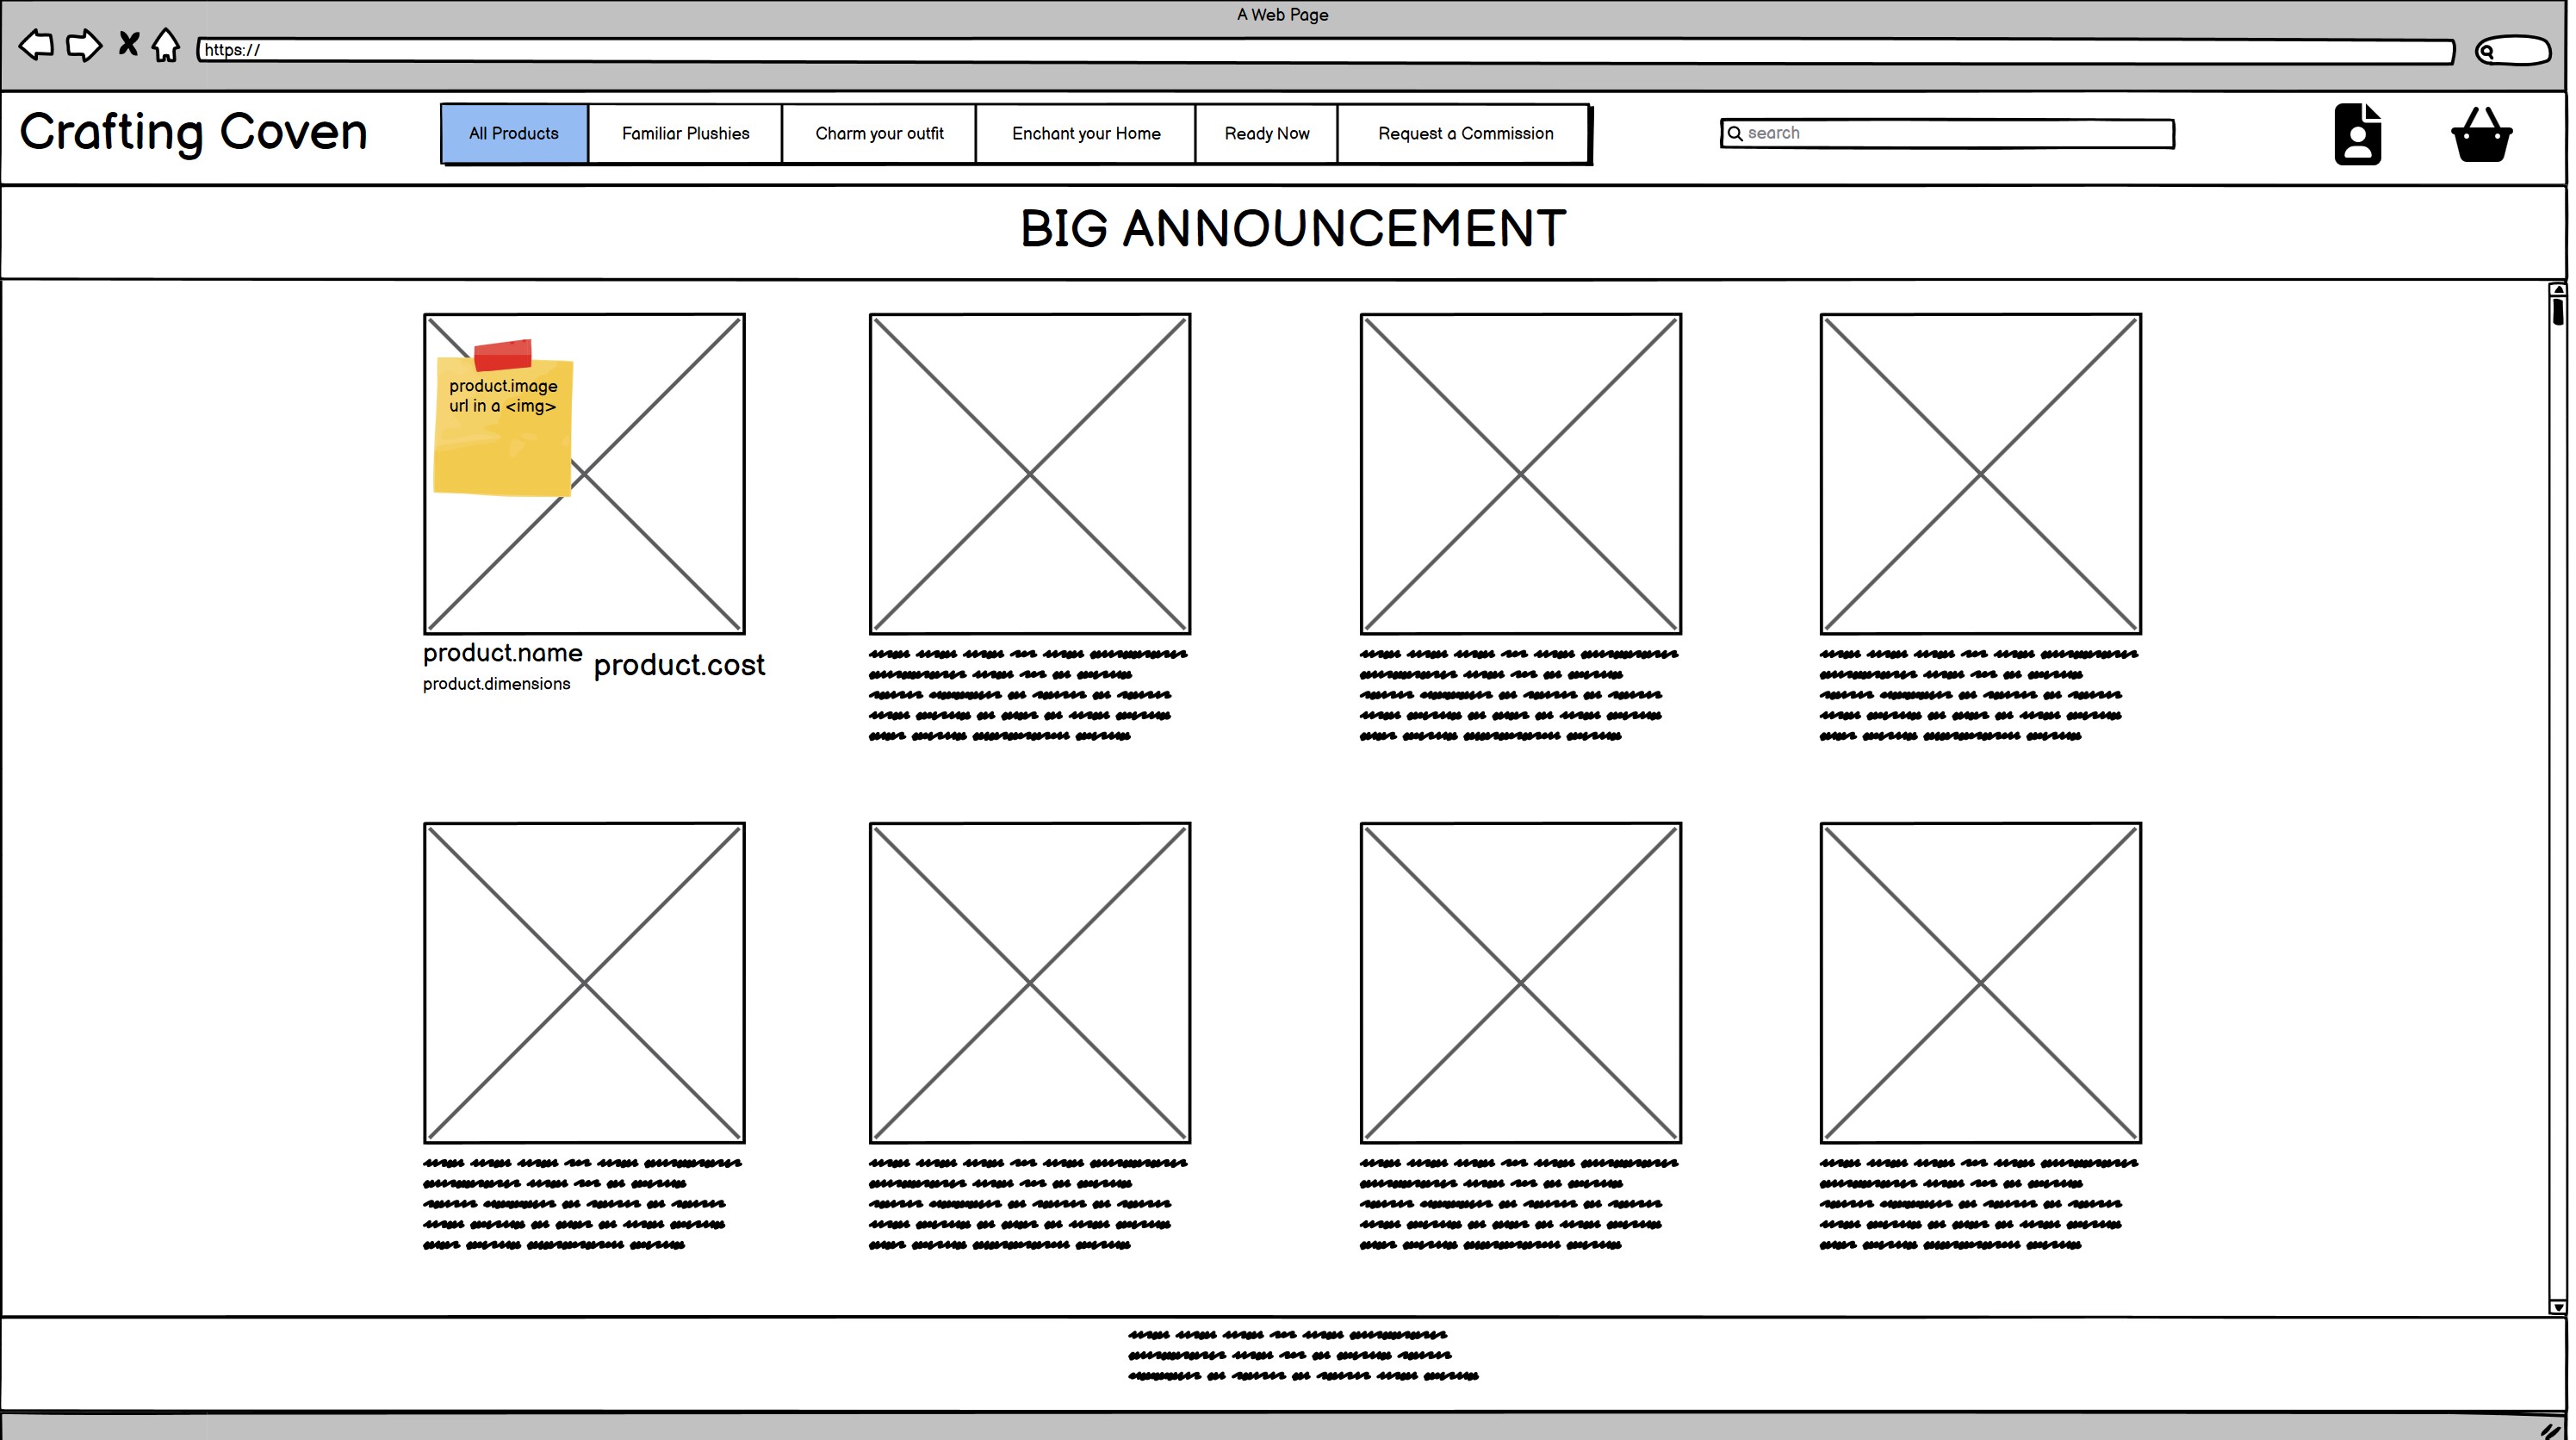 A Web Page
https://
Crafting Coven
All Products
Familiar Plushies
Charm your outfit
Enchant your Home
Ready Now
Request a Commission
search
BIG ANNOUNCEMENT
product.image
url in a <img>
product.name
product.cost
product.dimensions